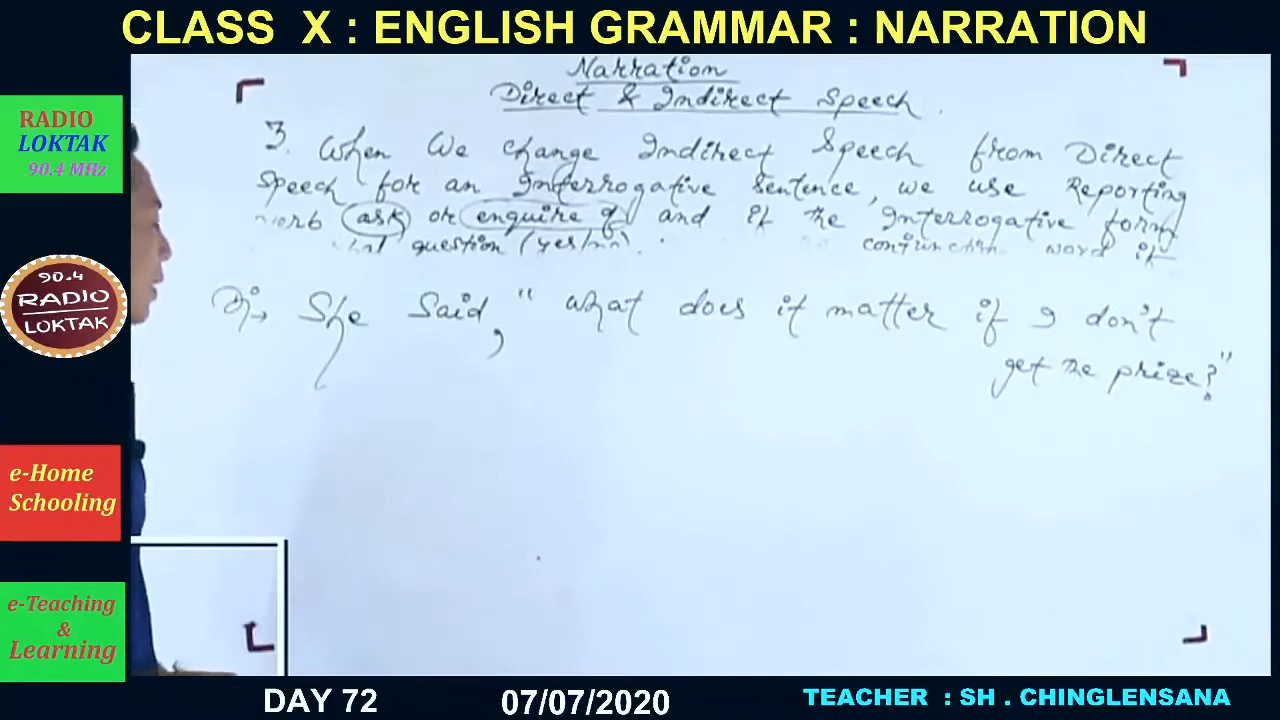 CLASS X : ENGLISH GRAMMAR : NARRATION
Narration
Direct & Indirect Speech
3. When we change Indirect Speech from Direct
Speech for an Interrogative sentence, we use Reporting
verb ask or enquire of and if the Interrogative form
question (yes/no). conjunction word if
She Said, "what does it matter if I don't
get the prize?"
RADIO
LOKTAK
90.4 MHz
90.4
RADIO
LOKTAK
e-Home
Schooling
e-Teaching
&
Learning
DAY 72
07/07/2020
TEACHER : SH . CHINGLENSANA